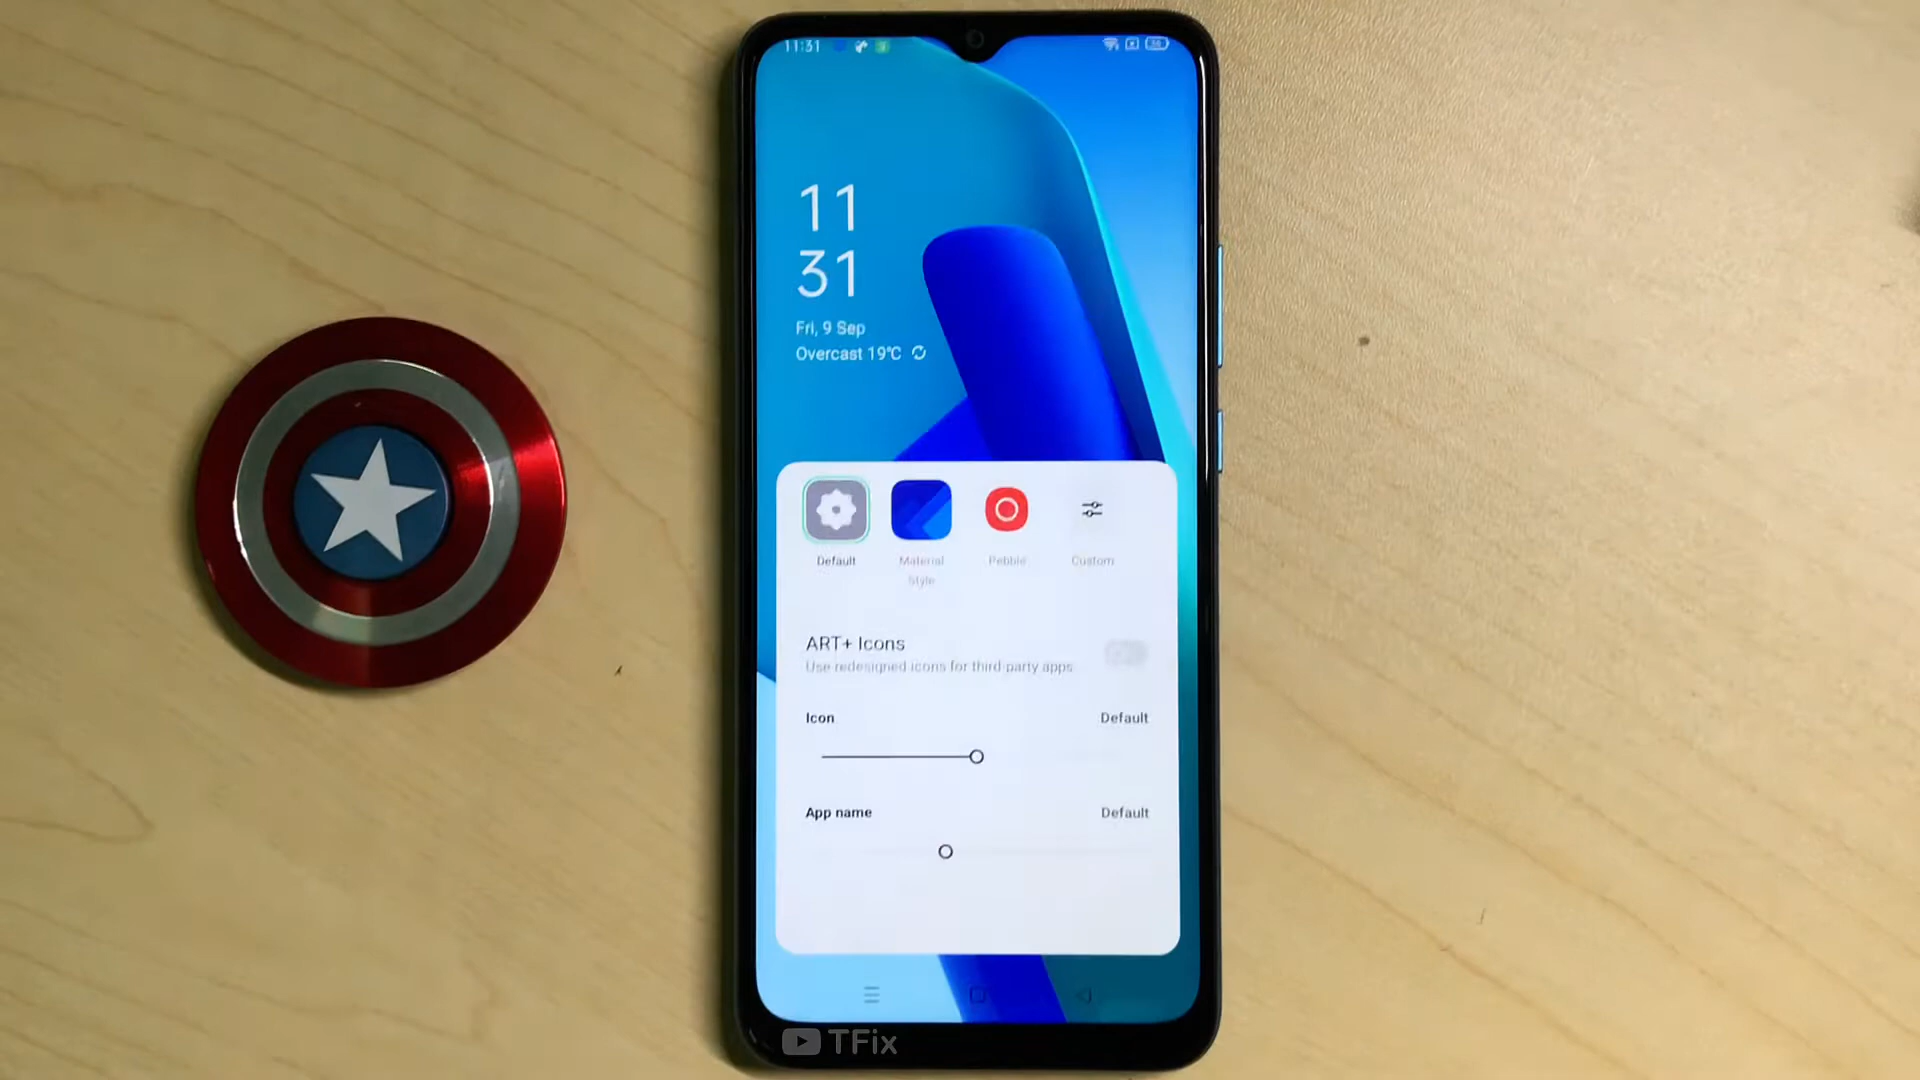 11:31
11
31
Fri, 9 Sep
Overcast 19°C
Default
Material
Style
Pebble
Custom
ART+ Icons
Use redesigned icons for third-party apps
Icon
Default
App name
Default
TFix